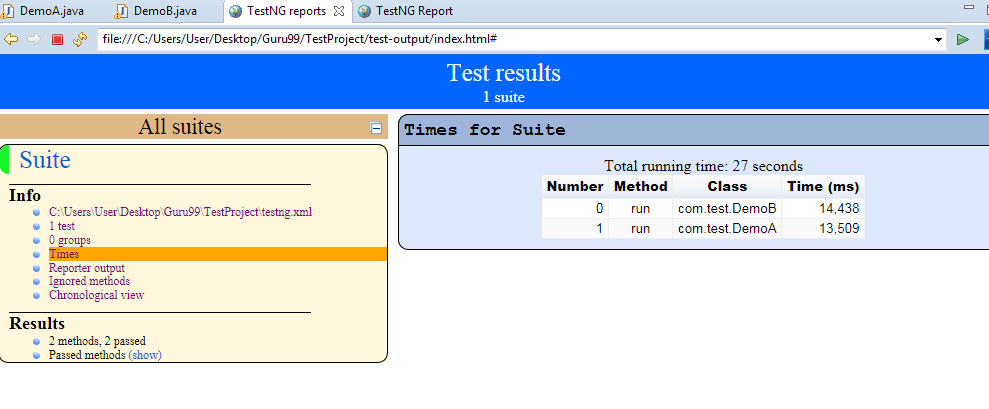 DemoA.java DemoB.java TestNG reports TestNG Report
file:///C:/Users/User/Desktop/Guru99/TestProject/test-output/index.html#
Test results
1 suite
All suites
Suite
Info
C:\Users\User\Desktop\Guru99\TestProject\testng.xml
1 test
0 groups
Times
Reporter output
Ignored methods
Chronological view
Results
2 methods, 2 passed
Passed methods (show)
Times for Suite
Total running time: 27 seconds
Number Method Class Time (ms)
0 run com.test.DemoB 14,438
1 run com.test.DemoA 13,509